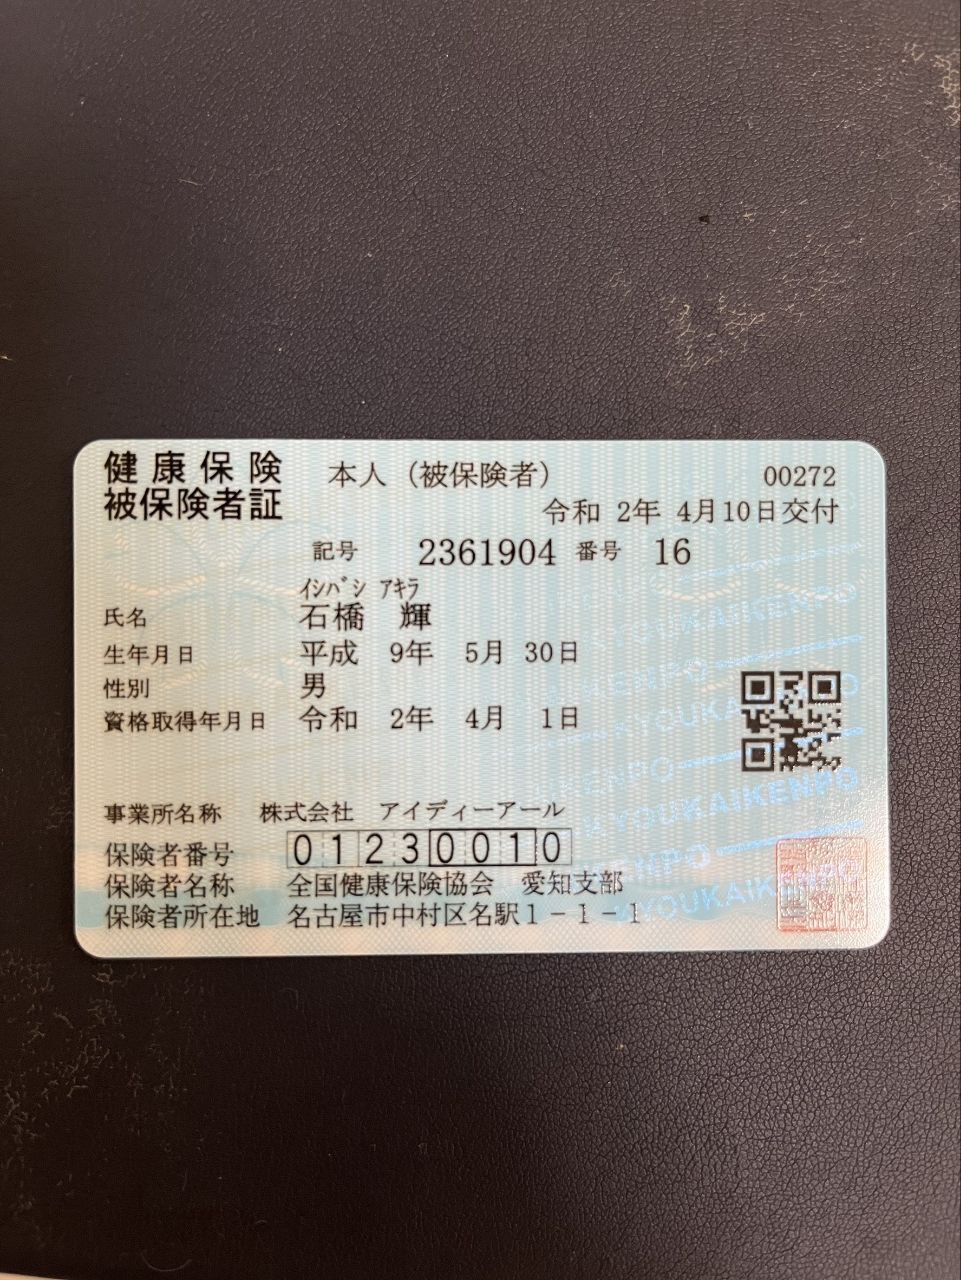 健康保険
被保険者証
本人（被保険者） 00272
令和 2年 4月10日交付
記号 2361904 番号 16
ｲｼﾊﾞｼ ｱｷﾗ
氏名 石橋 輝
生年月日 平成 9年 5月 30日
性別 男
資格取得年月日 令和 2年 4月 1日
事業所名称 株式会社 アイディーアール
保険者番号 01230010
保険者名称 全国健康保険協会 愛知支部
保険者所在地 名古屋市中村区名駅1－1－1
YOUKAIKENPO
KENPO
YOUKAIKENPO
YOUKAIKENPO